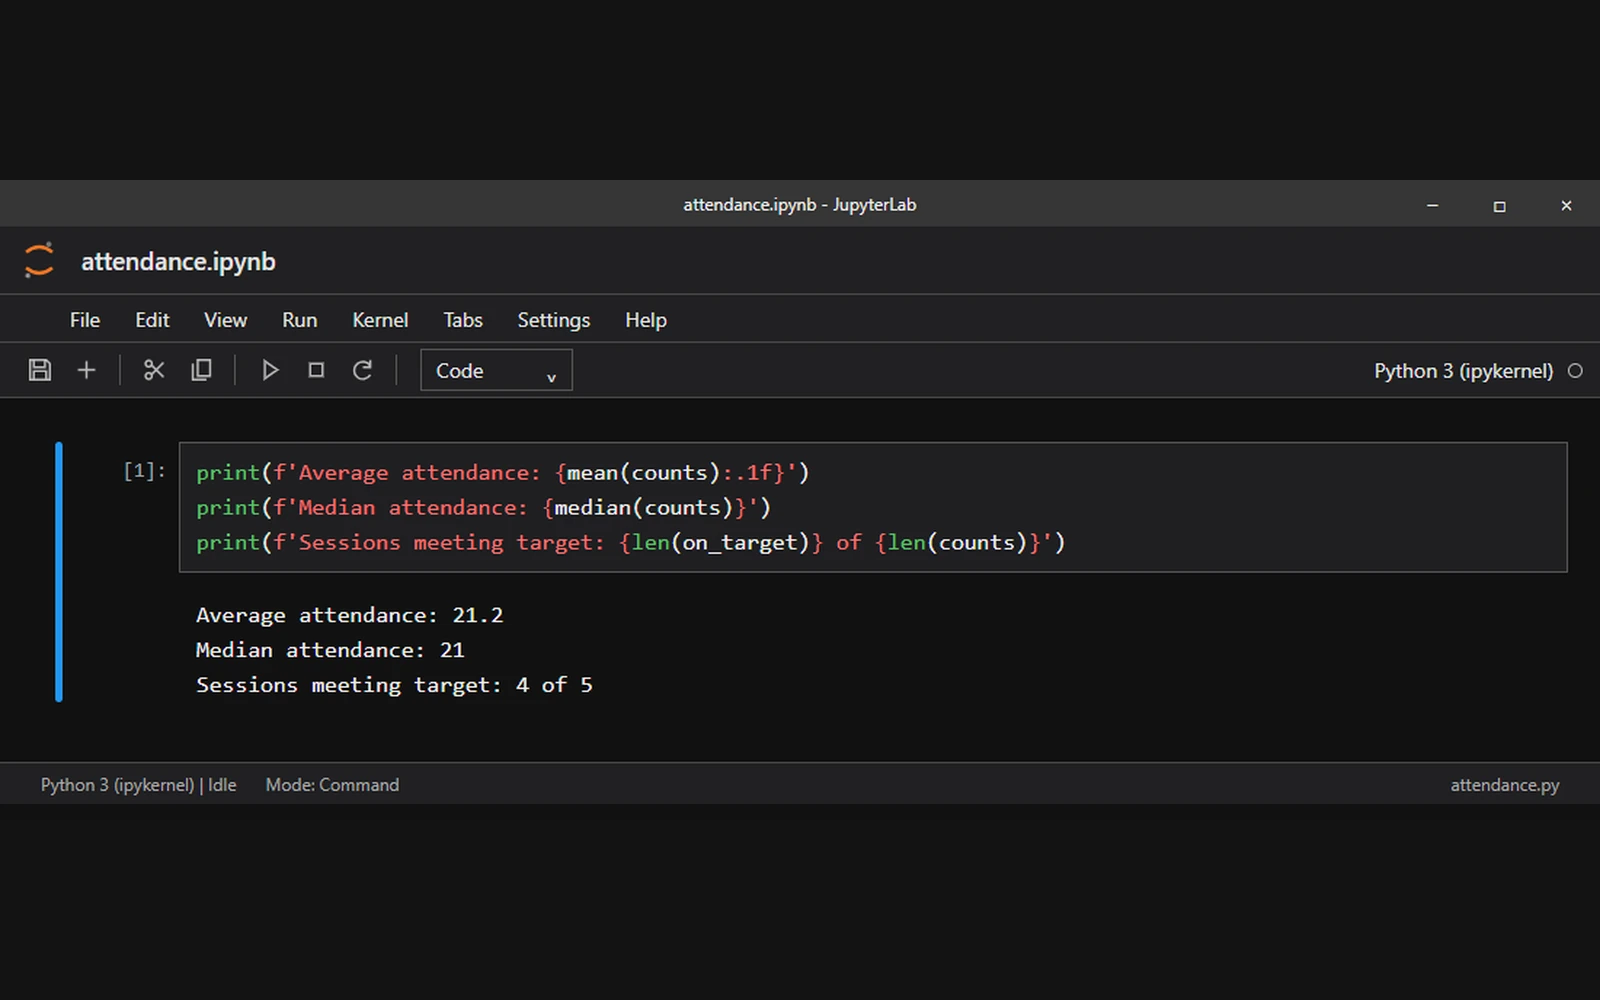 attendance.ipynb - JupyterLab
attendance.ipynb
File Edit View Run Kernel Tabs Settings Help
Code Python 3 (ipykernel)
[1]: print(f'Average attendance: {mean(counts):.1f}')
print(f'Median attendance: {median(counts)}')
print(f'Sessions meeting target: {len(on_target)} of {len(counts)}')
Average attendance: 21.2
Median attendance: 21
Sessions meeting target: 4 of 5
Python 3 (ipykernel) | Idle Mode: Command attendance.py